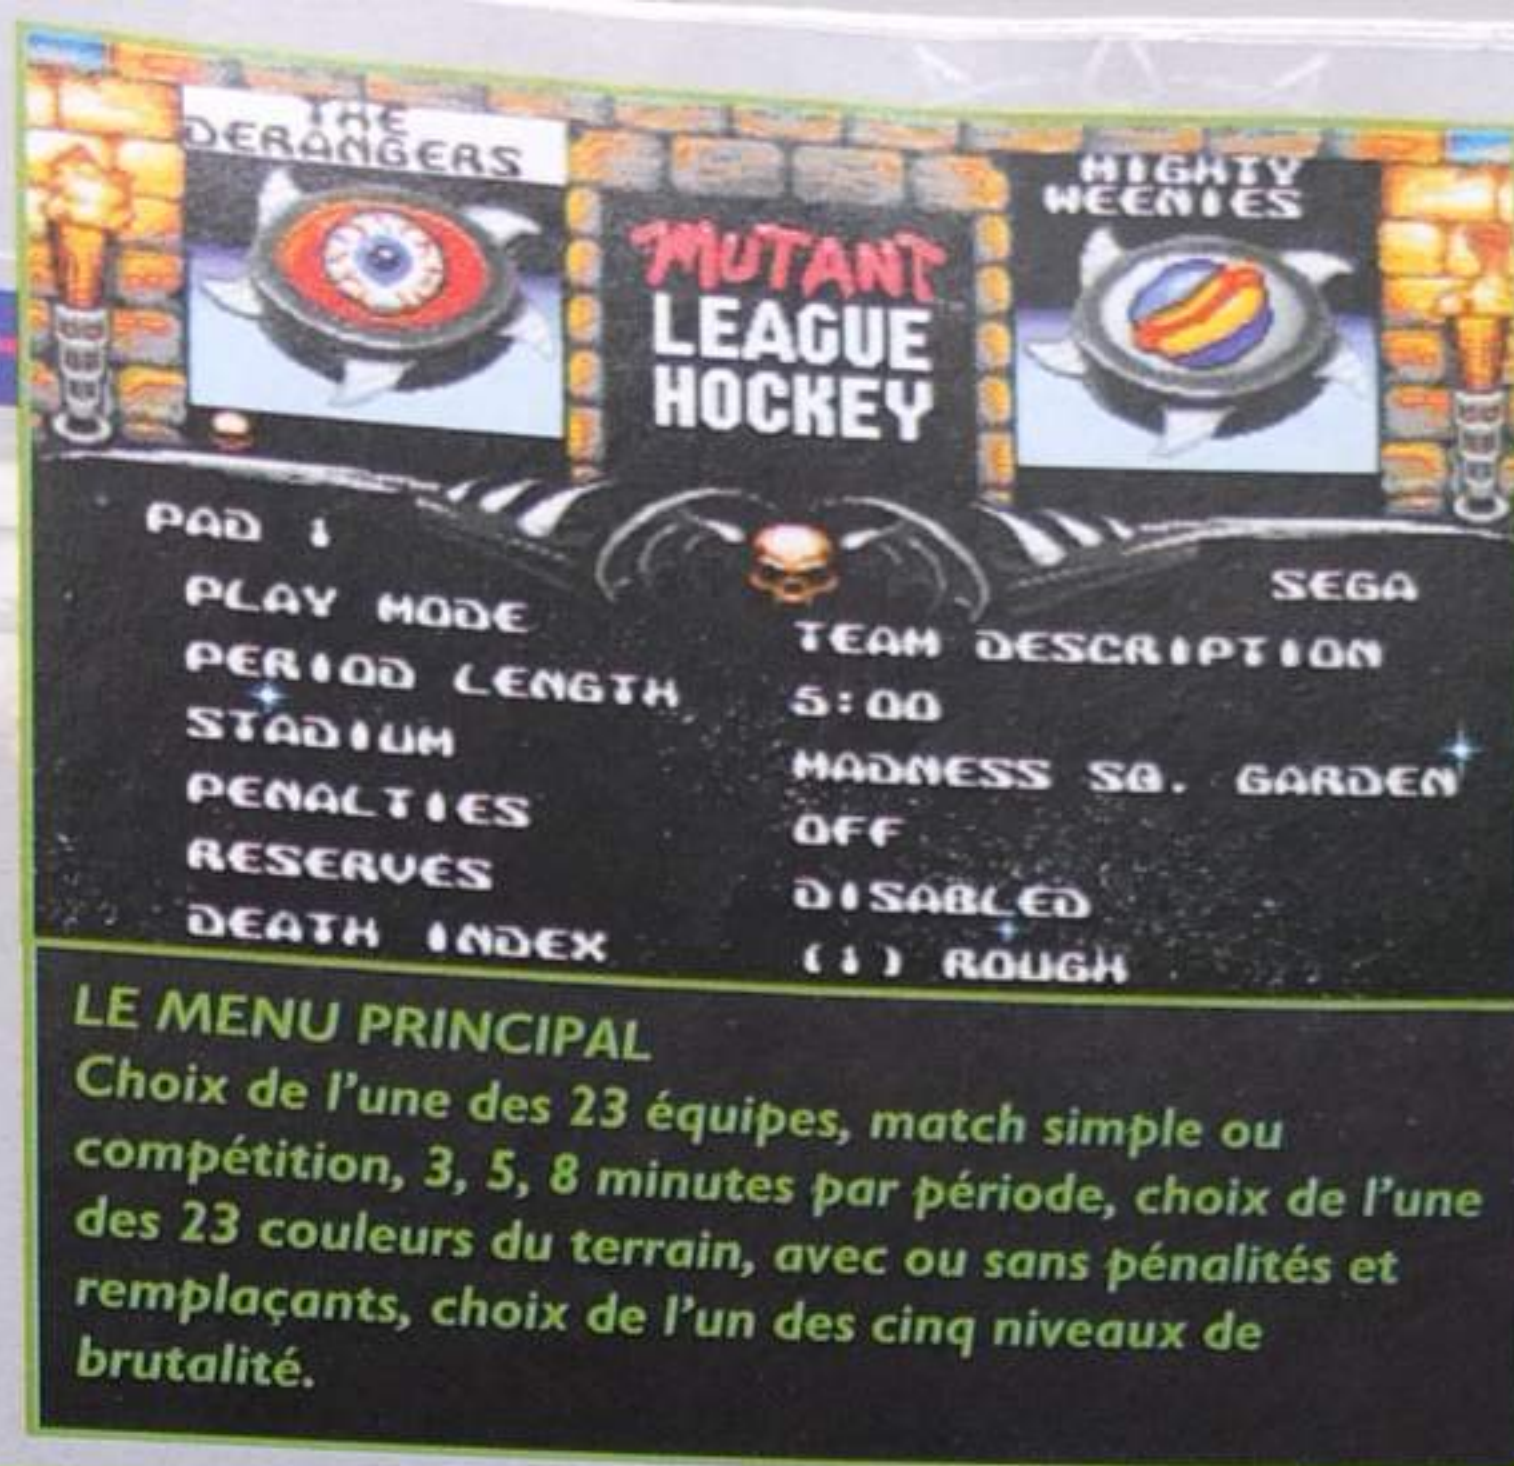 THE
DERANGERS
MIGHTY
WEENIES
MUTANT
LEAGUE
HOCKEY
PAD 1
SEGA
PLAY MODE
TEAM DESCRIPTION
PERIOD LENGTH
5:00
STADIUM
MADNESS SQ. GARDEN
PENALTIES
OFF
RESERVES
DISABLED
DEATH INDEX
(1) ROUGH
LE MENU PRINCIPAL
Choix de l'une des 23 équipes, match simple ou
compétition, 3, 5, 8 minutes par période, choix de l'une
des 23 couleurs du terrain, avec ou sans pénalités et
remplaçants, choix de l'un des cinq niveaux de
brutalité.